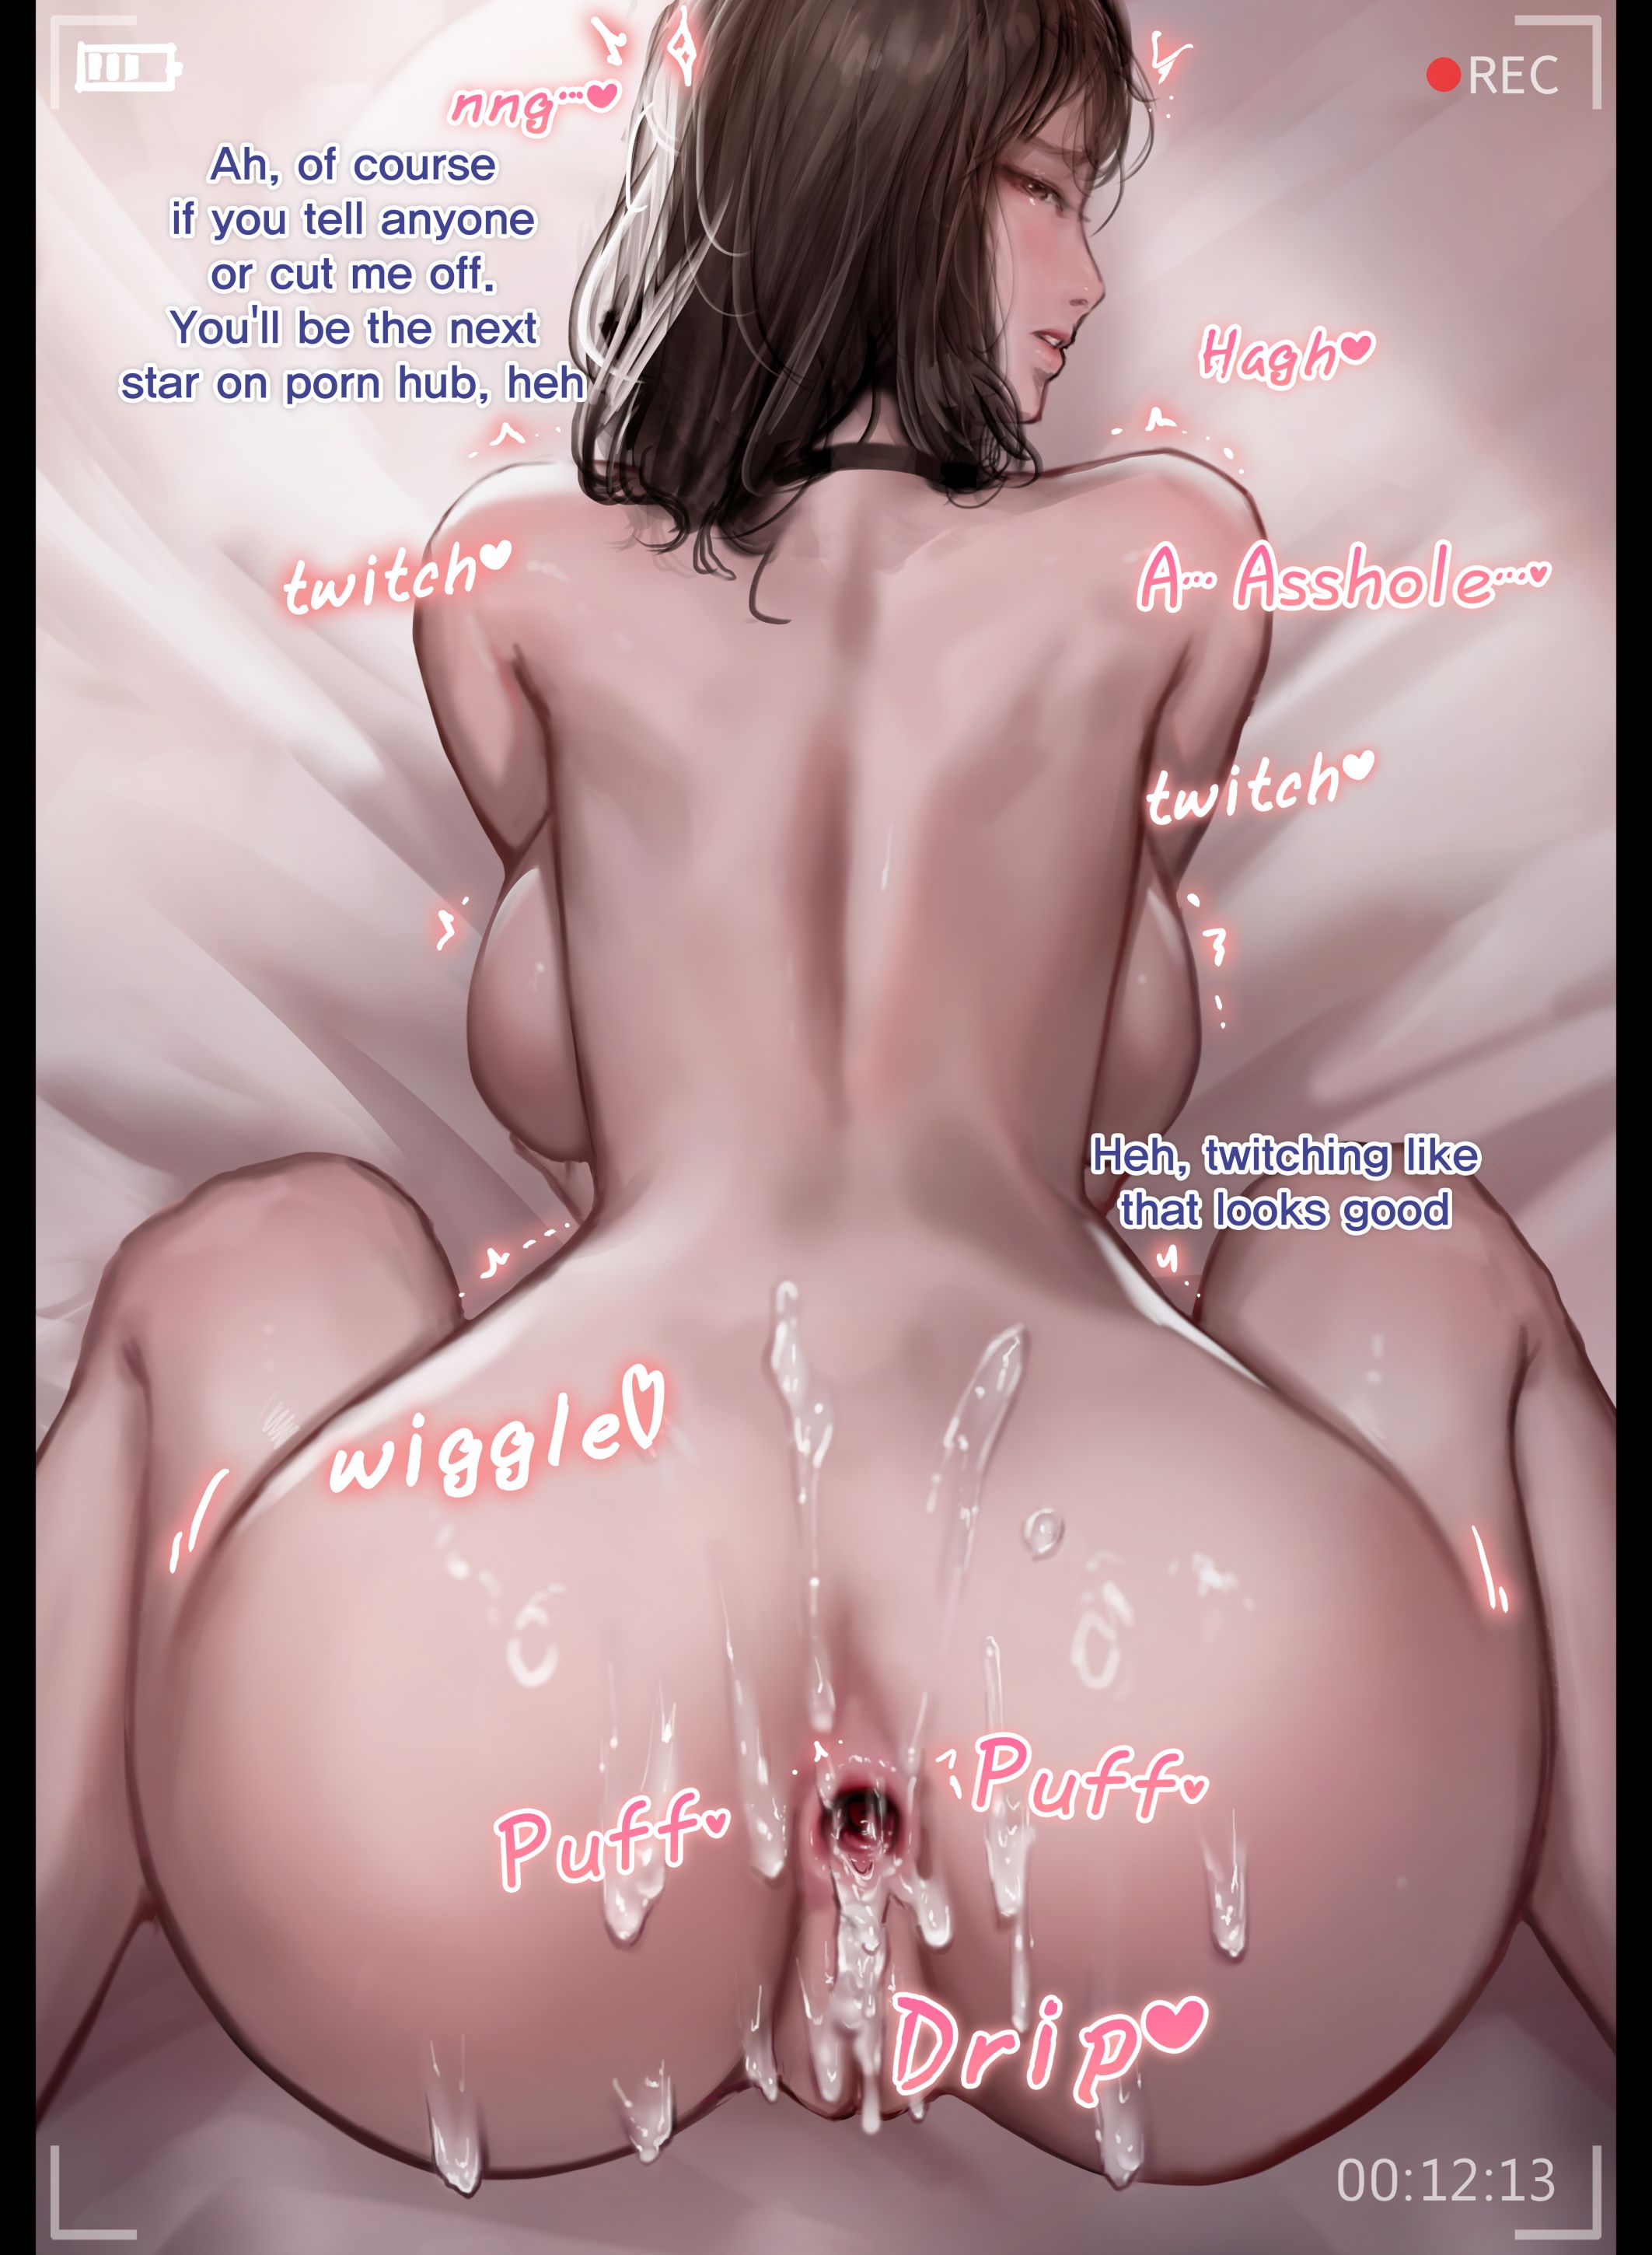 REC
nng...♥
Ah, of course
if you tell anyone
or cut me off.
You'll be the next
star on porn hub, heh
Hagh♥
twitch♥
A... Asshole...♥
twitch♥
Heh, twitching like
that looks good
wiggle♡
Puff♥
Puff♥
Drip♥
00:12:13